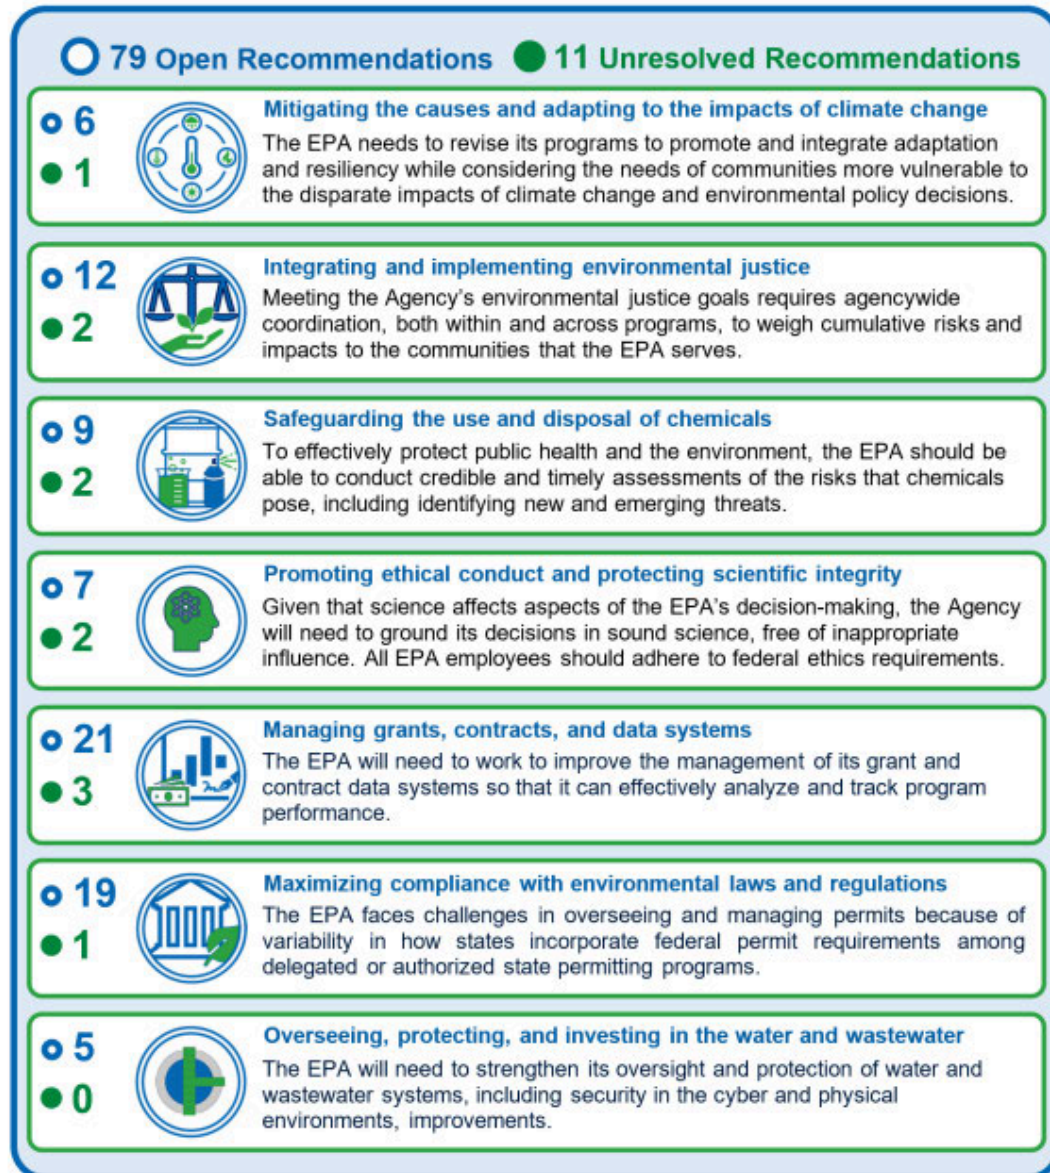 79 Open Recommendations 11 Unresolved Recommendations
6
1
Mitigating the causes and adapting to the impacts of climate change
The EPA needs to revise its programs to promote and integrate adaptation
and resiliency while considering the needs of communities more vulnerable to
the disparate impacts of climate change and environmental policy decisions.
12
2
Integrating and implementing environmental justice
Meeting the Agency's environmental justice goals requires agencywide
coordination, both within and across programs, to weigh cumulative risks and
impacts to the communities that the EPA serves.
9
2
Safeguarding the use and disposal of chemicals
To effectively protect public health and the environment, the EPA should be
able to conduct credible and timely assessments of the risks that chemicals
pose, including identifying new and emerging threats.
7
2
Promoting ethical conduct and protecting scientific integrity
Given that science affects aspects of the EPA's decision-making, the Agency
will need to ground its decisions in sound science, free of inappropriate
influence. All EPA employees should adhere to federal ethics requirements.
21
3
Managing grants, contracts, and data systems
The EPA will need to work to improve the management of its grant and
contract data systems so that it can effectively analyze and track program
performance.
19
1
Maximizing compliance with environmental laws and regulations
The EPA faces challenges in overseeing and managing permits because of
variability in how states incorporate federal permit requirements among
delegated or authorized state permitting programs.
5
0
Overseeing, protecting, and investing in the water and wastewater
The EPA will need to strengthen its oversight and protection of water and
wastewater systems, including security in the cyber and physical
environments, improvements.